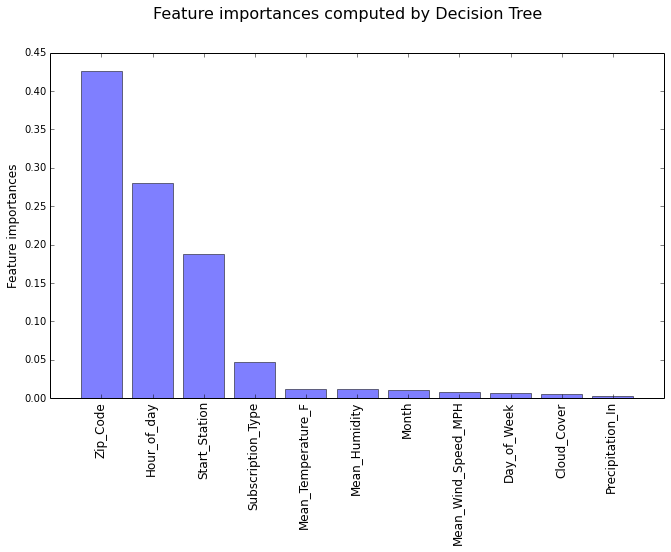 Feature importances computed by Decision Tree
0.45
0.40
0.35
0.30
0.25
0.20
0.15
0.10
0.05
0.00
Feature importances
Zip_Code
Hour_of_day
Start_Station
Subscription_Type
Mean_Temperature_F
Mean_Humidity
Month
Mean_Wind_Speed_MPH
Day_of_Week
Cloud_Cover
Precipitation_In